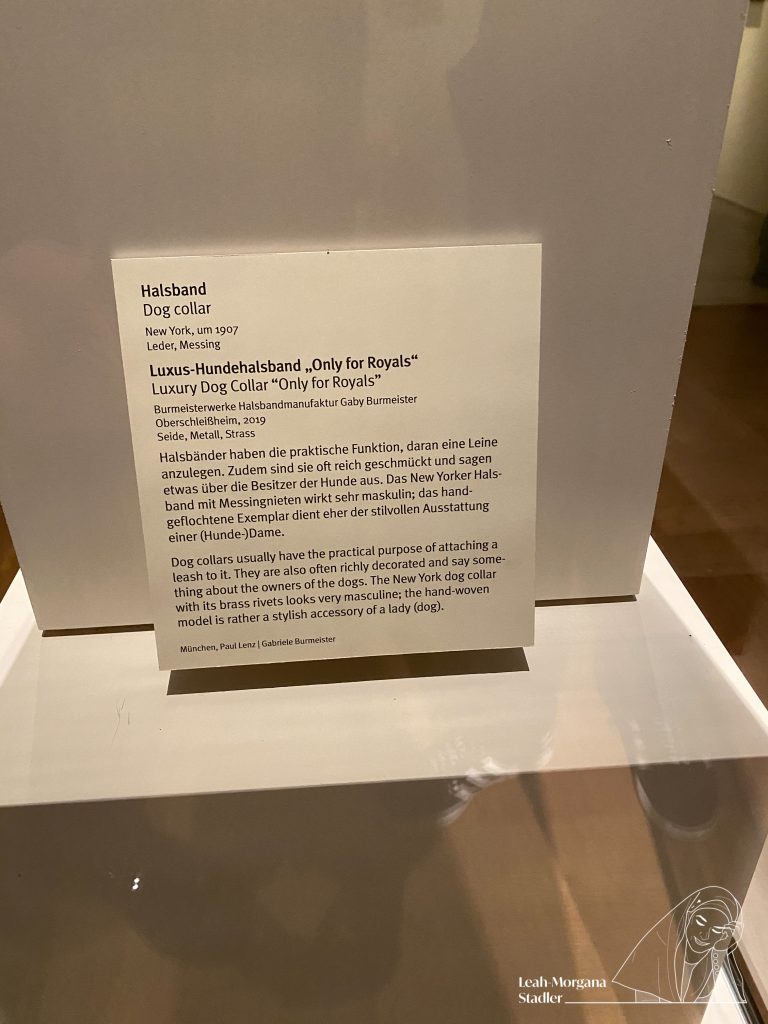 Halsband
Dog collar
New York, um 1907
Leder, Messing
Luxus-Hundehalsband „Only for Royals“
Luxury Dog Collar “Only for Royals”
Burmeisterwerke Halsbandmanufaktur Gaby Burmeister
Oberschleißheim, 2019
Seide, Metall, Strass
Halsbänder haben die praktische Funktion, daran eine Leine
anzulegen. Zudem sind sie oft reich geschmückt und sagen
etwas über die Besitzer der Hunde aus. Das New Yorker Hals-
band mit Messingnieten wirkt sehr maskulin; das hand-
geflochtene Exemplar dient eher der stilvollen Ausstattung
einer (Hunde-)Dame.
Dog collars usually have the practical purpose of attaching a
leash to it. They are also often richly decorated and say some-
thing about the owners of the dogs. The New York dog collar
with its brass rivets looks very masculine; the hand-woven
model is rather a stylish accessory of a lady (dog).
München, Paul Lenz | Gabriele Burmeister
Leah-Morgana
Stadler